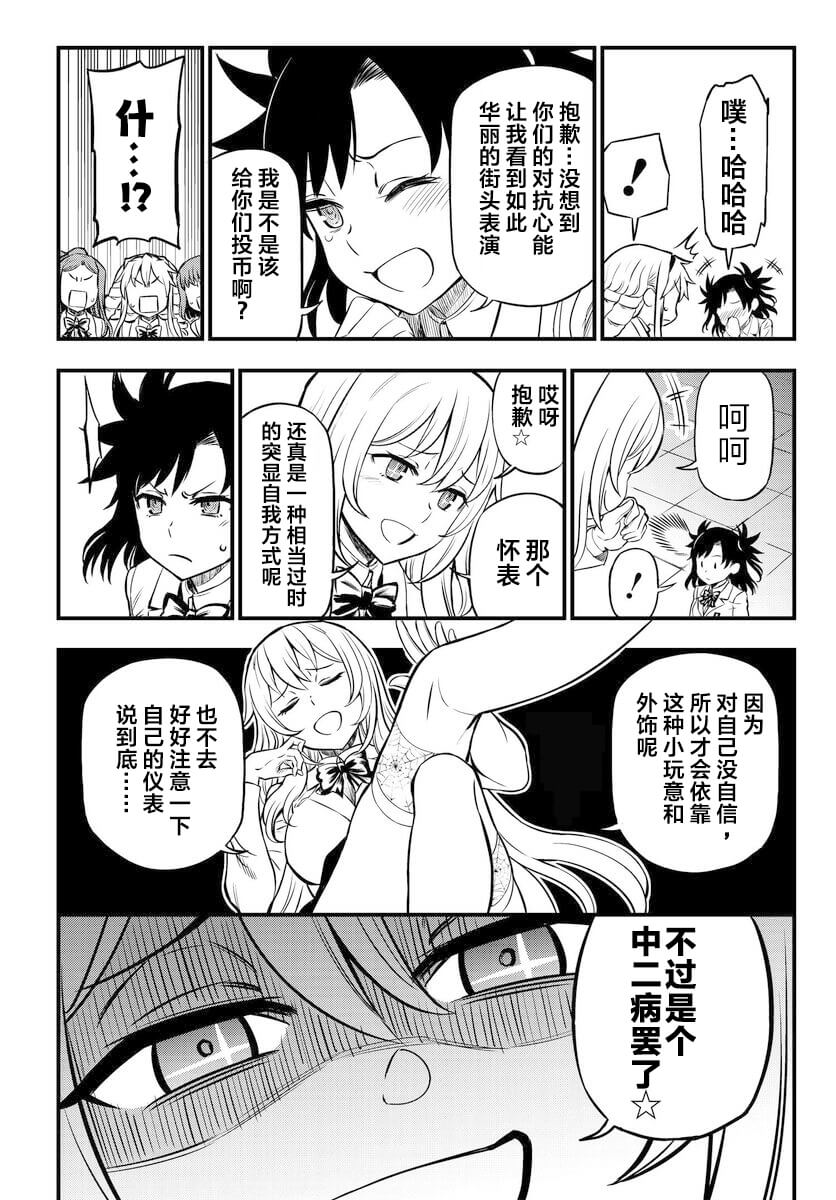 噗…哈哈哈
！
抱歉…没想到
你们的对抗心能
让我看到如此
华丽的街头表演
我是不是该
给你们投币啊？
什…!?
呵呵
！
哎呀
抱歉☆
那个
怀表
还真是一种相当过时
的突显自我方式呢
因为
对自己没自信，
所以才会依靠
这种小玩意和
外饰呢
也不去
好好注意一下
自己的仪表
说到底……
不过是个
中二病罢了☆